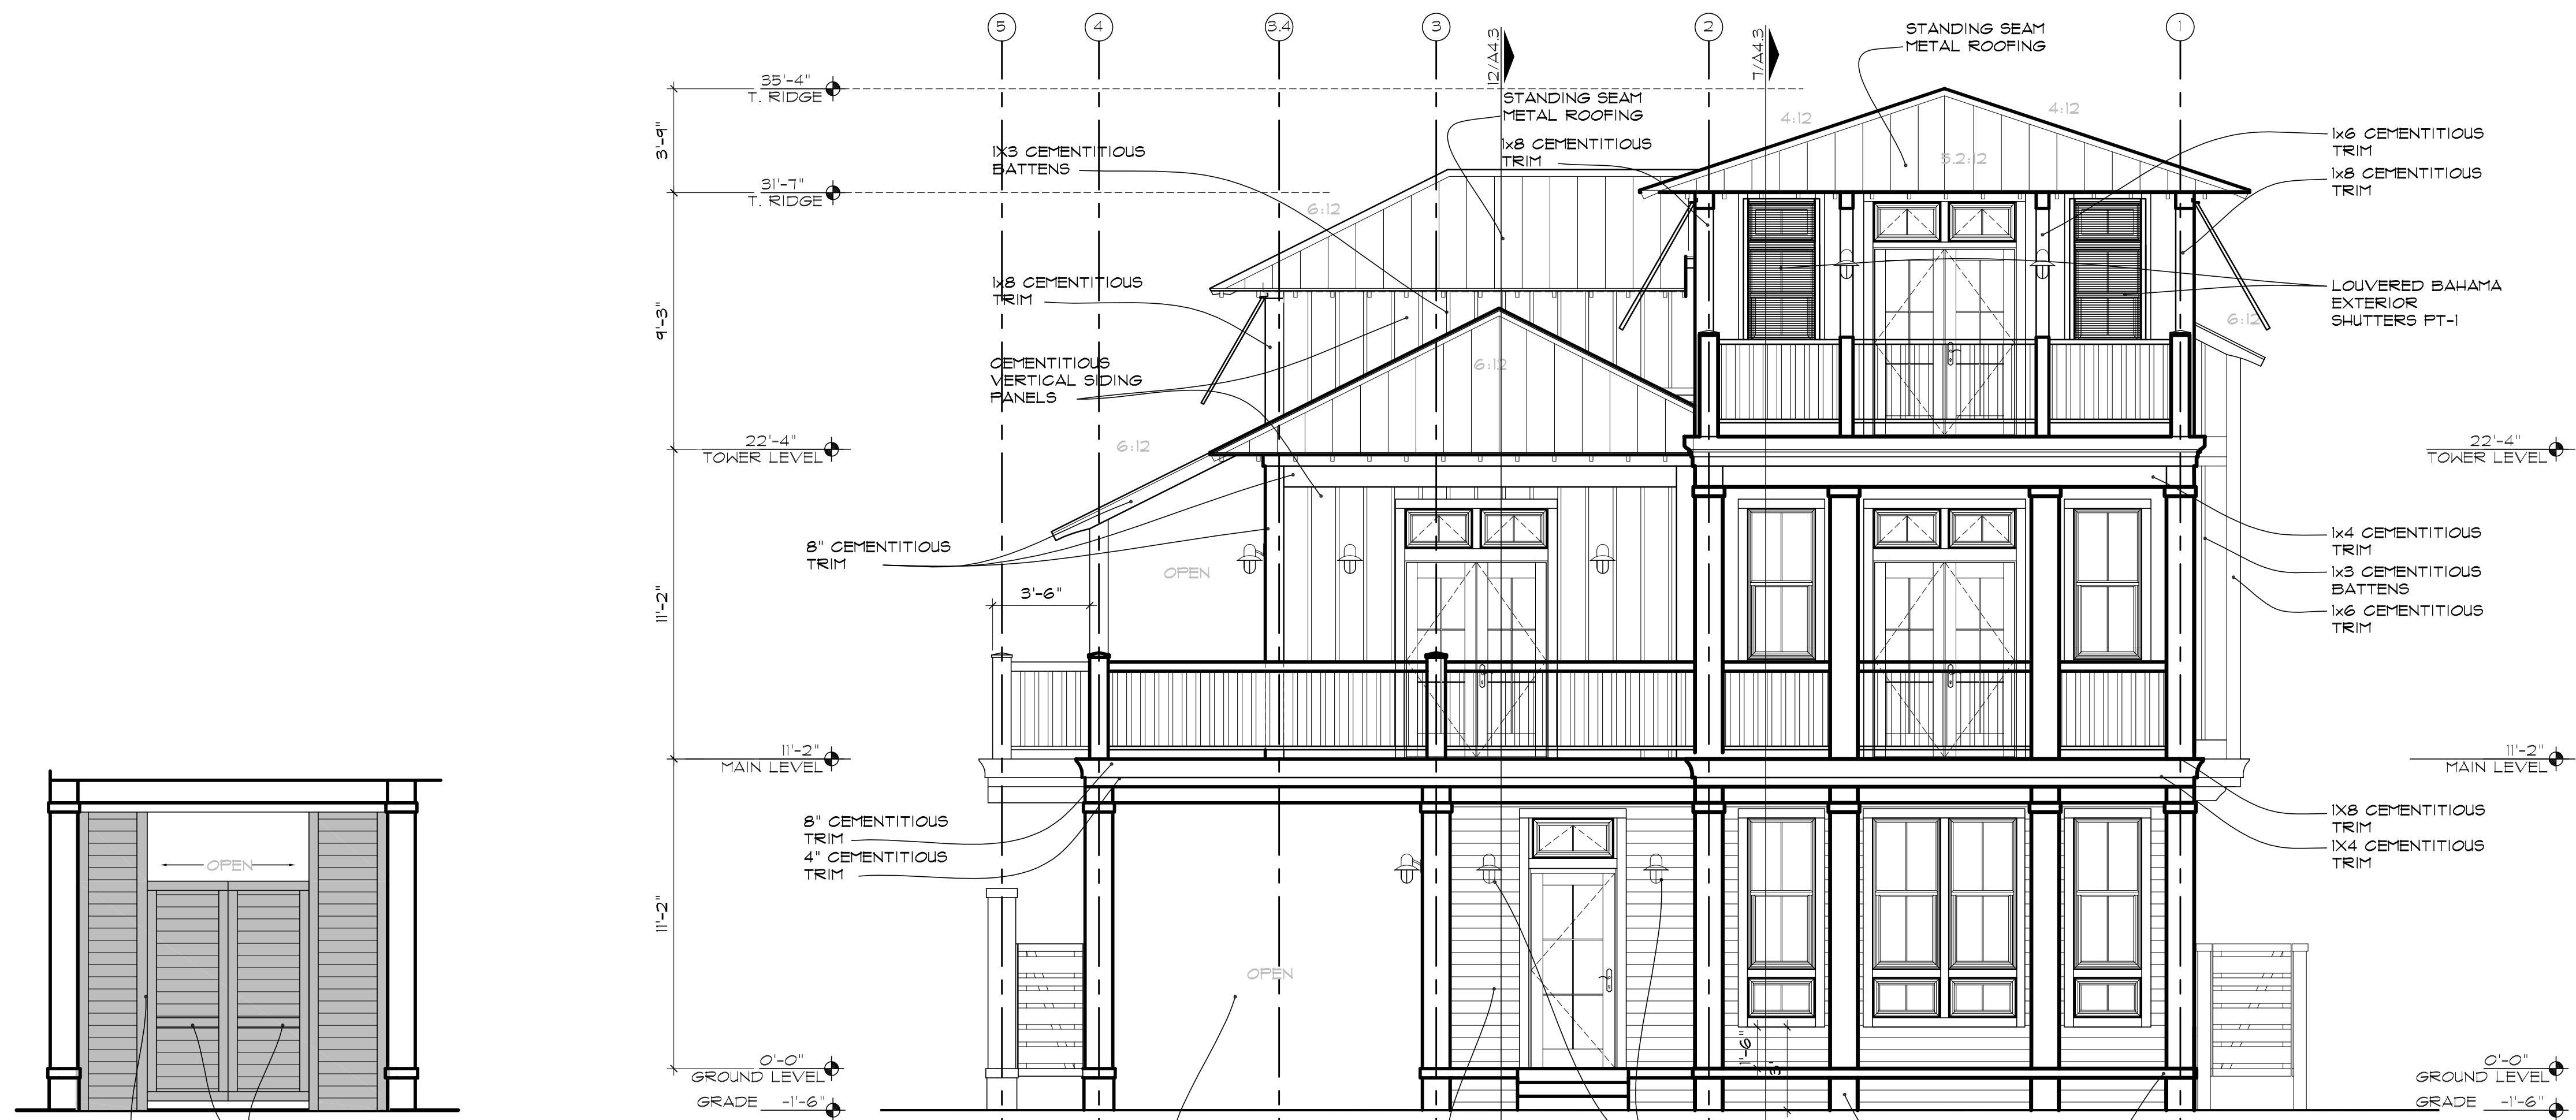 5
4
3.4
3
12/A4.3
2
7/A4.3
1
STANDING SEAM
METAL ROOFING
35'-4"
T. RIDGE
STANDING SEAM
METAL ROOFING
4:12
4:12
3'-9"
1X3 CEMENTITIOUS
BATTENS
1x8 CEMENTITIOUS
TRIM
5.2:12
1x6 CEMENTITIOUS
TRIM
1x8 CEMENTITIOUS
TRIM
31'-7"
T. RIDGE
6:12
9'-3"
1x8 CEMENTITIOUS
TRIM
LOUVERED BAHAMA
EXTERIOR
SHUTTERS PT-1
6:12
CEMENTITIOUS
VERTICAL SIDING
PANELS
6:12
6:12
22'-4"
TOWER LEVEL
22'-4"
TOWER LEVEL
8" CEMENTITIOUS
TRIM
OPEN
1x4 CEMENTITIOUS
TRIM
1x3 CEMENTITIOUS
BATTENS
1x6 CEMENTITIOUS
TRIM
11'-2"
3'-6"
11'-2"
MAIN LEVEL
11'-2"
MAIN LEVEL
8" CEMENTITIOUS
TRIM
4" CEMENTITIOUS
TRIM
1X8 CEMENTITIOUS
TRIM
1X4 CEMENTITIOUS
TRIM
OPEN
11'-2"
OPEN
1'-6"
3'
0'-0"
GROUND LEVEL
GRADE -1'-6"
0'-0"
GROUND LEVEL
GRADE -1'-6"